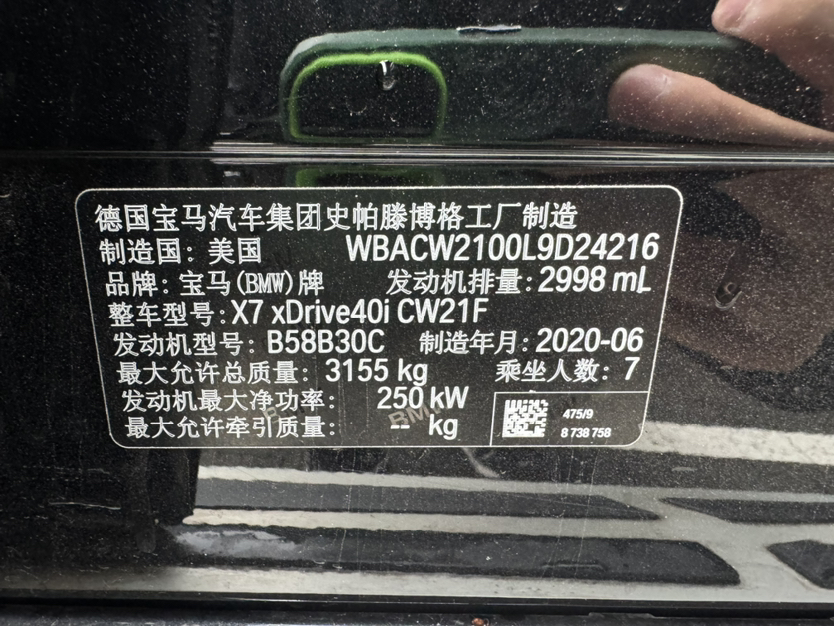 德国宝马汽车集团史帕滕博格工厂制造
制造国: 美国 WBACW2100L9D24216
品牌: 宝马(BMW)牌 发动机排量: 2998 mL
整车型号: X7 xDrive40i CW21F
发动机型号: B58B30C 制造年月: 2020-06
最大允许总质量: 3155 kg 乘坐人数: 7
发动机最大净功率: 250 kW
最大允许牵引质量: -- kg
475/9
8 738 758